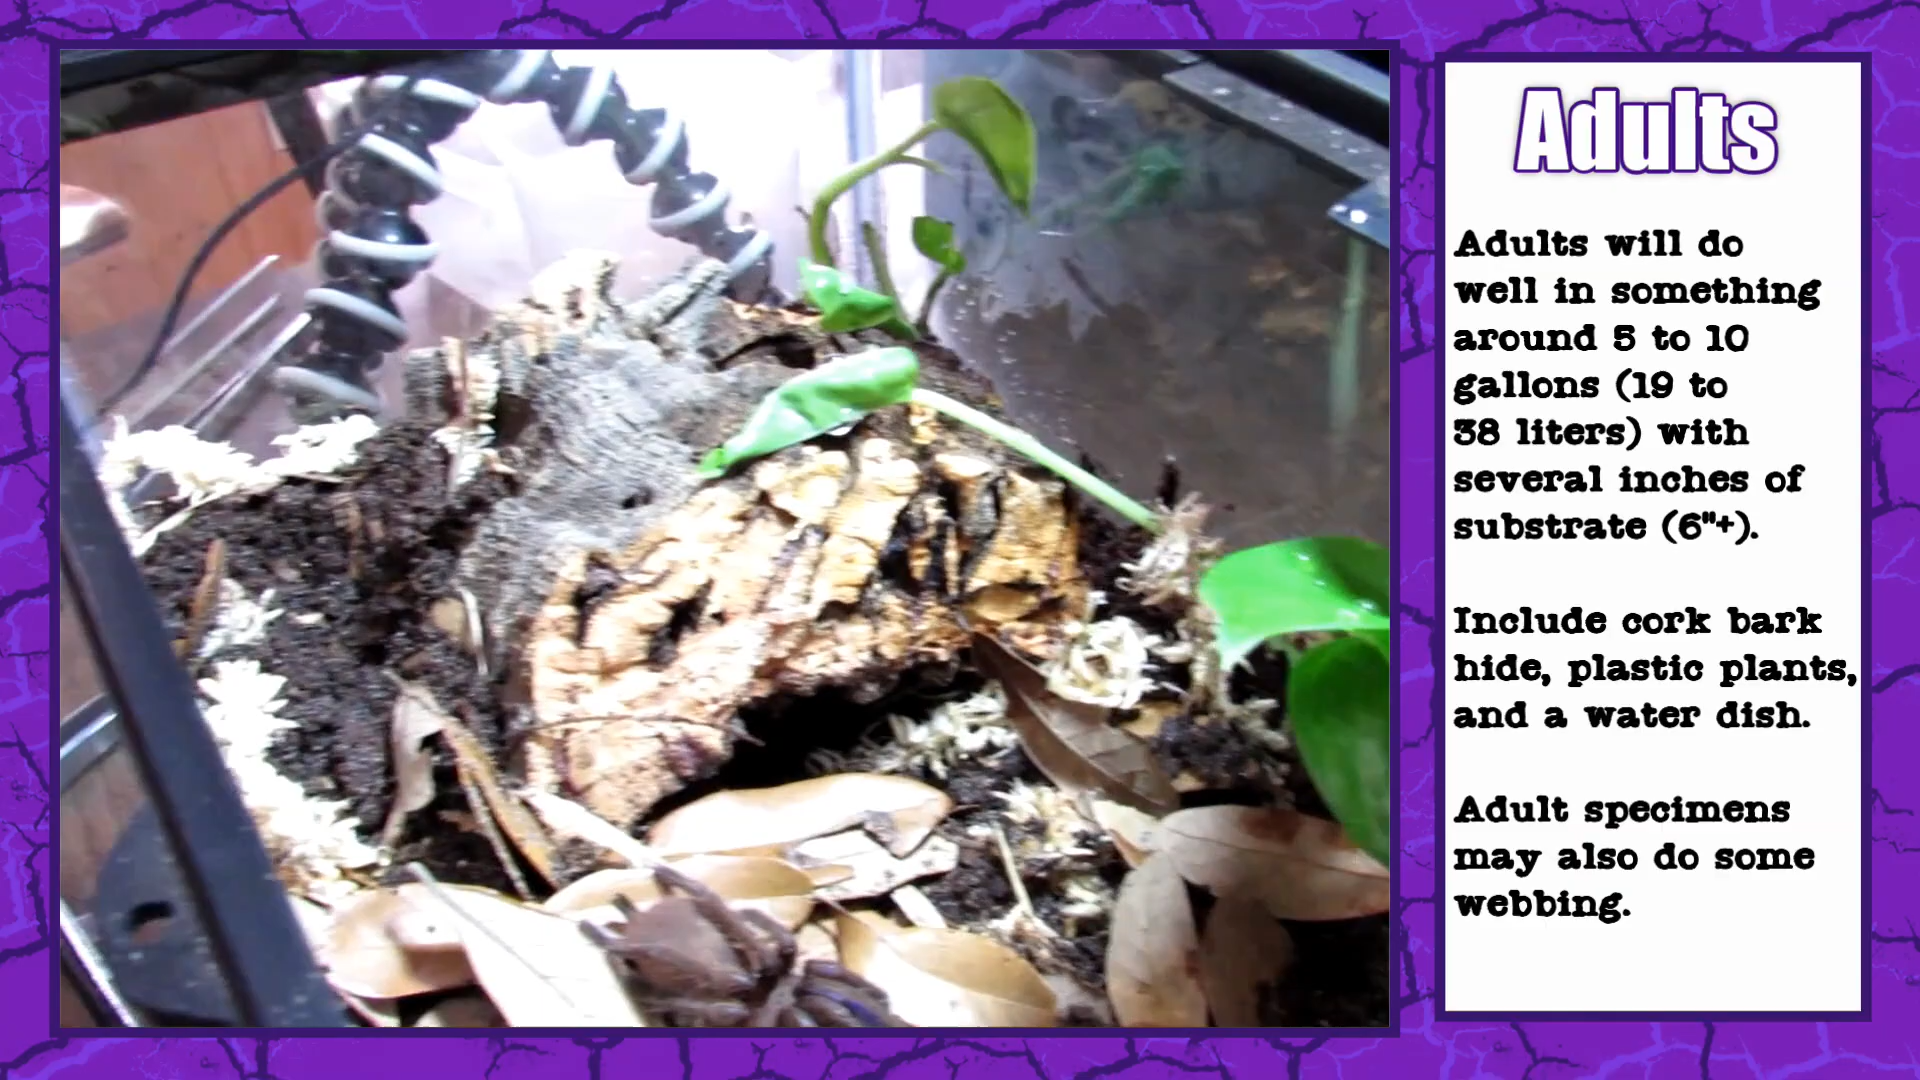 Adults
Adults will do
well in something
around 5 to 10
gallons (19 to
38 liters) with
several inches of
substrate (6"+).
Include cork bark
hide, plastic plants,
and a water dish.
Adult specimens
may also do some
webbing.